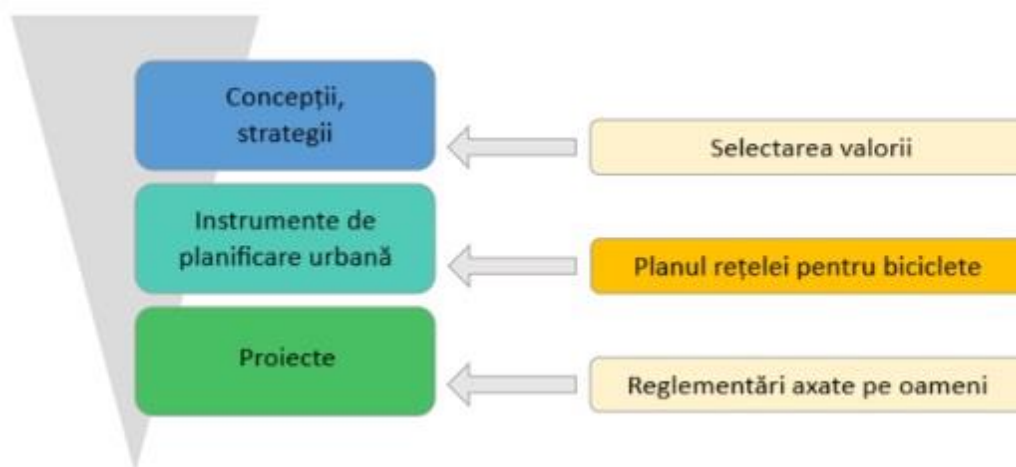 Concepții,
strategii
Selectarea valorii
Instrumente de
planificare urbană
Planul rețelei pentru biciclete
Proiecte
Reglementări axate pe oameni